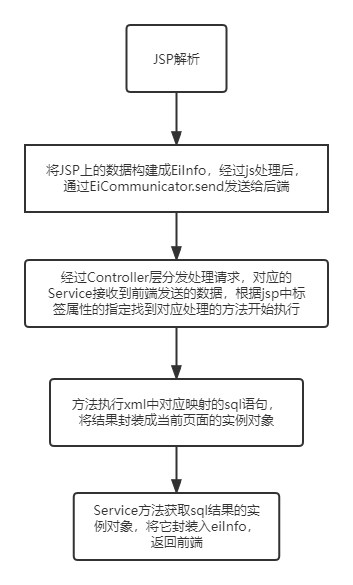 JSP解析
将JSP上的数据构建成EiInfo，经过js处理后，
通过EiCommunicator.send发送给后端
经过Controller层分发处理请求，对应的
Service接收到前端发送的数据，根据jsp中标
签属性的指定找到对应处理的方法开始执行
方法执行xml中对应映射的sql语句，
将结果封装成当前页面的实例对象
Service方法获取sql结果的实
例对象，将它封装入eiInfo，
返回前端